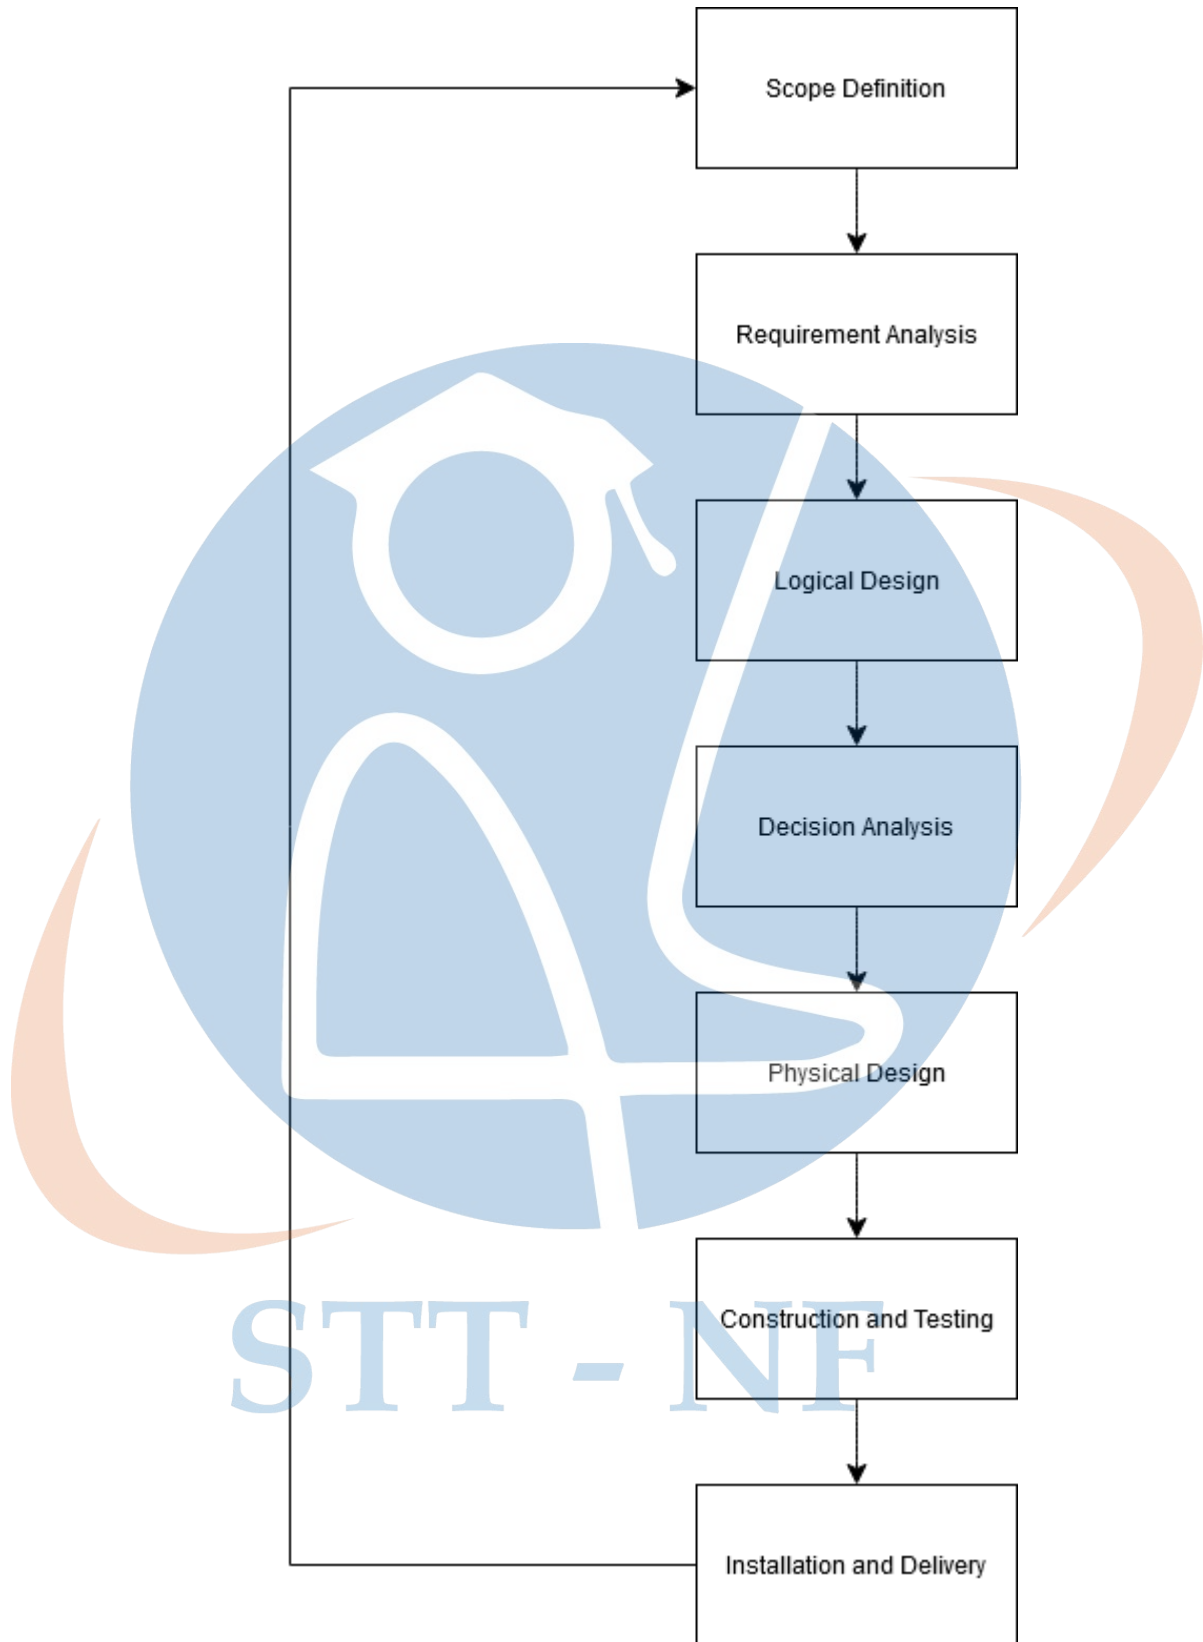 Scope Definition
Requirement Analysis
Logical Design
Decision Analysis
Physical Design
Construction and Testing
STT - NF
Installation and Delivery